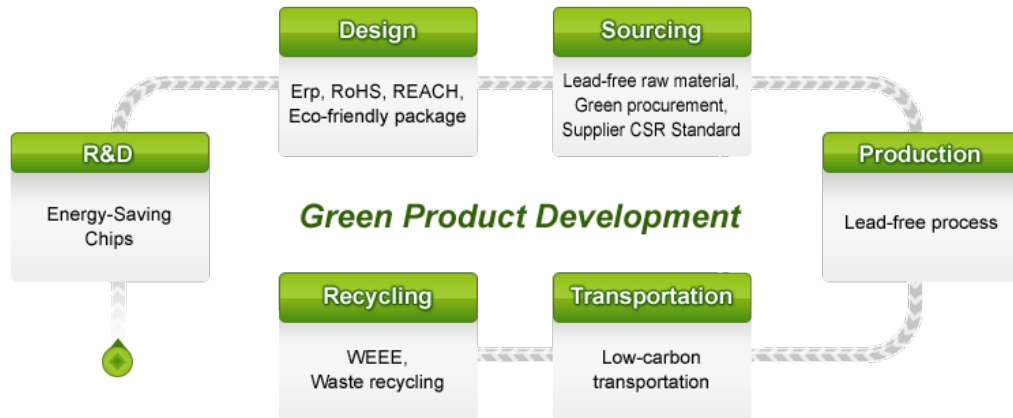 Design
Erp, RoHS, REACH,
Eco-friendly package
Sourcing
Lead-free raw material,
Green procurement,
Supplier CSR Standard
R&D
Energy-Saving
Chips
Green Product Development
Production
Lead-free process
Recycling
WEEE,
Waste recycling
Transportation
Low-carbon
transportation